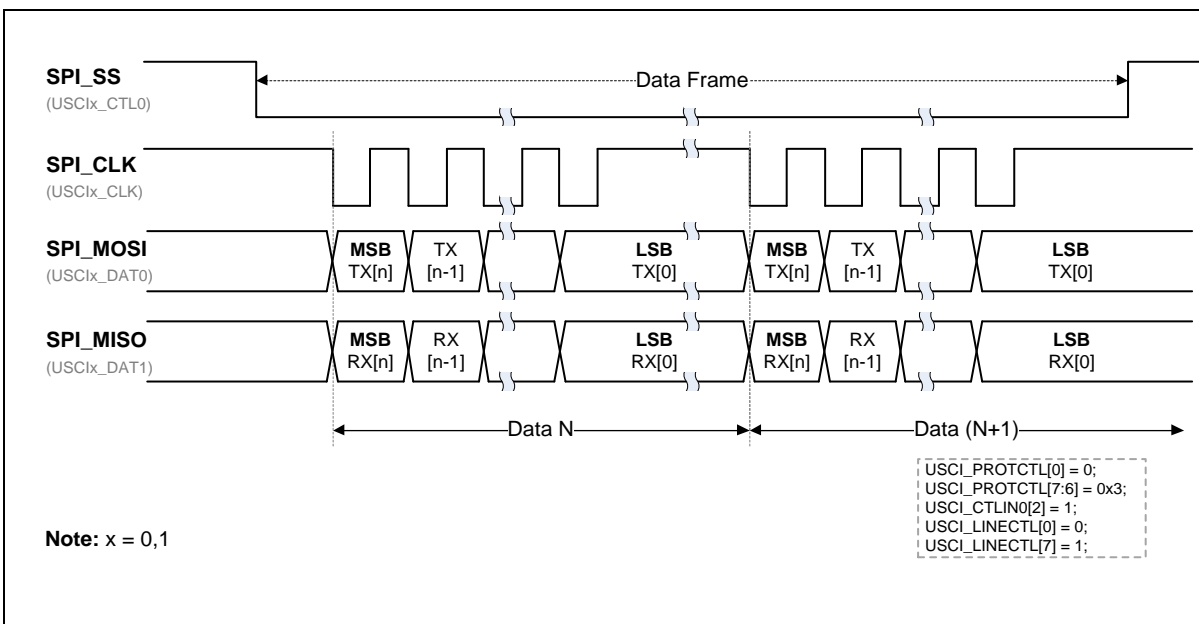 SPI_SS
(USCIx_CTL0)
Data Frame
SPI_CLK
(USCIx_CLK)
SPI_MOSI
(USCIx_DAT0)
MSB
TX[n]
TX
[n-1]
LSB
TX[0]
MSB
TX[n]
TX
[n-1]
LSB
TX[0]
SPI_MISO
(USCIx_DAT1)
MSB
RX[n]
RX
[n-1]
LSB
RX[0]
MSB
RX[n]
RX
[n-1]
LSB
RX[0]
Data N
Data (N+1)
USCI_PROTCTL[0] = 0;
USCI_PROTCTL[7:6] = 0x3;
USCI_CTLIN0[2] = 1;
USCI_LINECTL[0] = 0;
USCI_LINECTL[7] = 1;
Note: x = 0,1